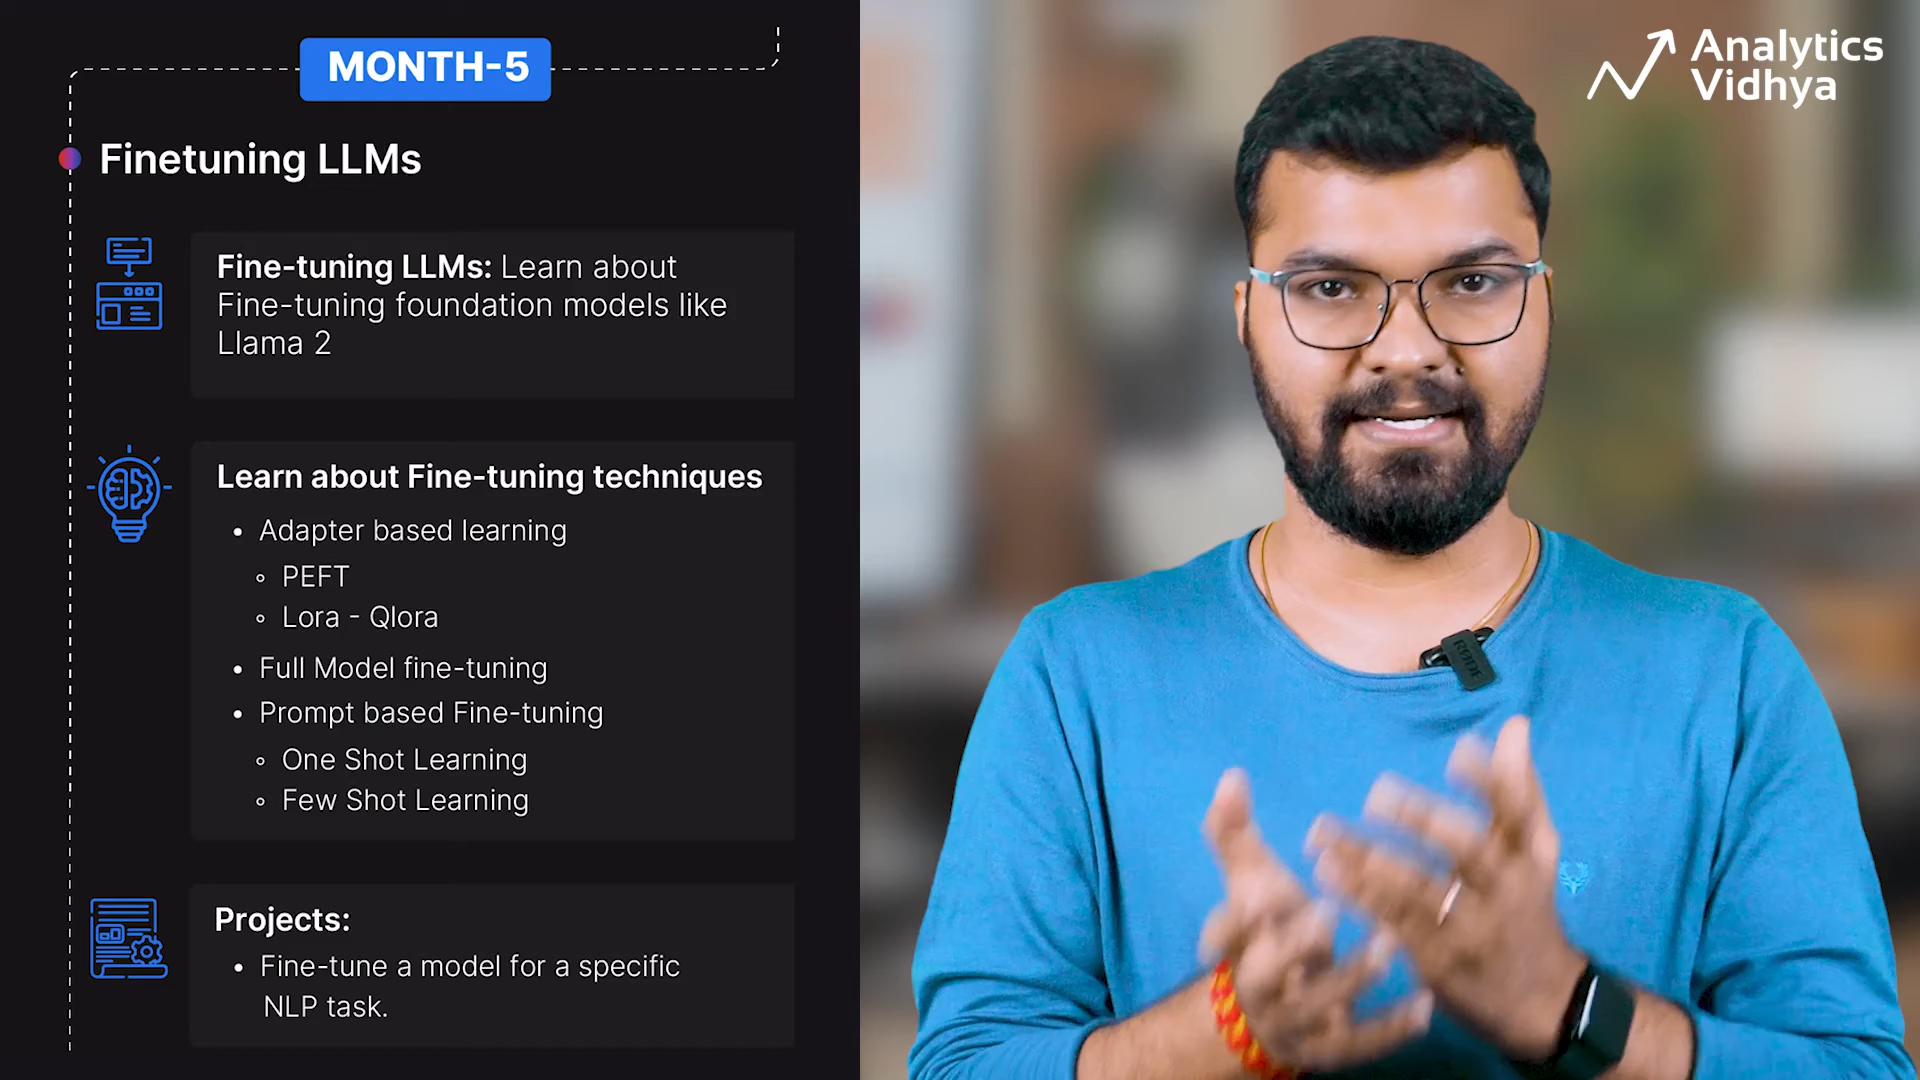 MONTH-5
Finetuning LLMs
Fine-tuning LLMs: Learn about
Fine-tuning foundation models like
Llama 2
Learn about Fine-tuning techniques
• Adapter based learning
◦ PEFT
◦ Lora - Qlora
• Full Model fine-tuning
• Prompt based Fine-tuning
◦ One Shot Learning
◦ Few Shot Learning
Projects:
• Fine-tune a model for a specific
NLP task.
Analytics
Vidhya
RØDE